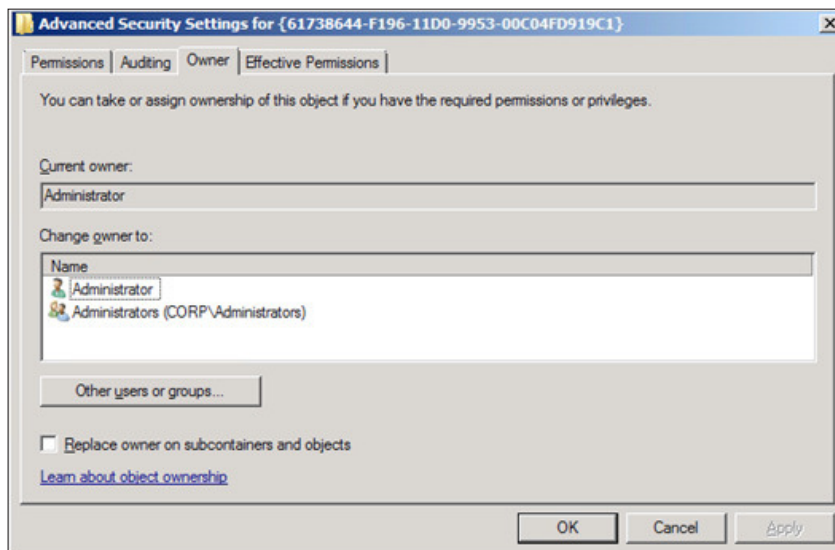 Advanced Security Settings for {61738644-F196-11D0-9953-00C04FD919C1}
Permissions Auditing Owner Effective Permissions
You can take or assign ownership of this object if you have the required permissions or privileges.
Current owner:
Administrator
Change owner to:
Name
Administrator
Administrators (CORP\Administrators)
Other users or groups...
Replace owner on subcontainers and objects
Learn about object ownership
OK Cancel Apply